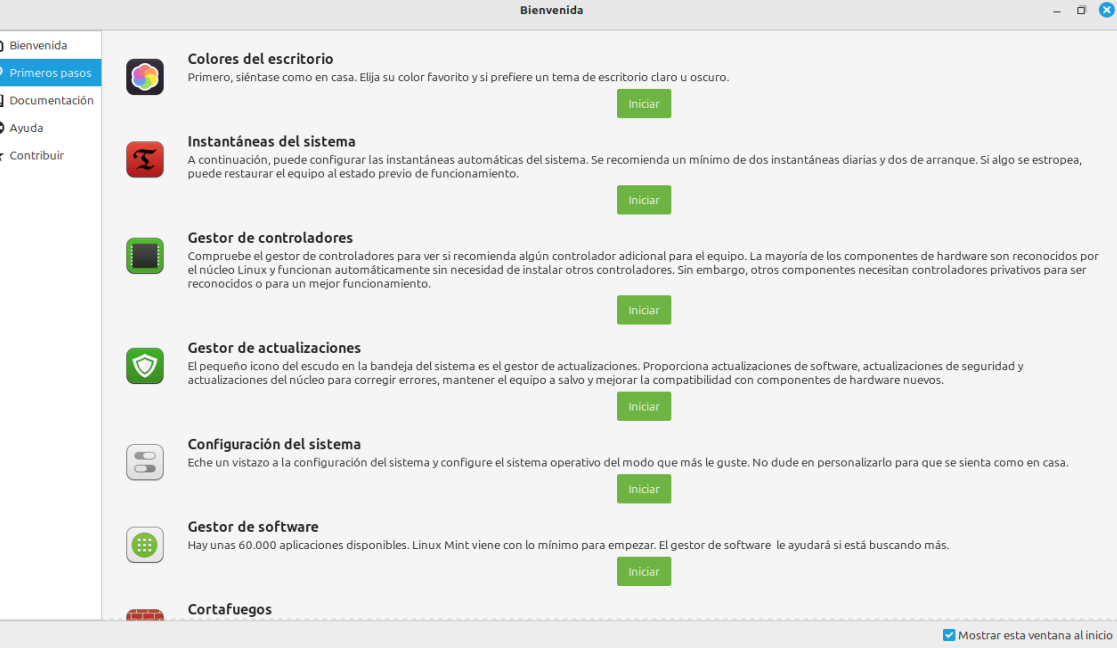 Bienvenida
Bienvenida
Primeros pasos
Documentación
Ayuda
Contribuir
Colores del escritorio
Primero, siéntase como en casa. Elija su color favorito y si prefiere un tema de escritorio claro u oscuro.
Iniciar
Instantáneas del sistema
A continuación, puede configurar las instantáneas automáticas del sistema. Se recomienda un mínimo de dos instantáneas diarias y dos de arranque. Si algo se estropea,
puede restaurar el equipo al estado previo de funcionamiento.
Iniciar
Gestor de controladores
Compruebe el gestor de controladores para ver si recomienda algún controlador adicional para el equipo. La mayoría de los componentes de hardware son reconocidos por
el núcleo Linux y funcionan automáticamente sin necesidad de instalar otros controladores. Sin embargo, otros componentes necesitan controladores privativos para ser
reconocidos o para un mejor funcionamiento.
Iniciar
Gestor de actualizaciones
El pequeño icono del escudo en la bandeja del sistema es el gestor de actualizaciones. Proporciona actualizaciones de software, actualizaciones de seguridad y
actualizaciones del núcleo para corregir errores, mantener el equipo a salvo y mejorar la compatibilidad con componentes de hardware nuevos.
Iniciar
Configuración del sistema
Eche un vistazo a la configuración del sistema y configure el sistema operativo del modo que más le guste. No dude en personalizarlo para que se sienta como en casa.
Iniciar
Gestor de software
Hay unas 60.000 aplicaciones disponibles. Linux Mint viene con lo mínimo para empezar. El gestor de software  le ayudará si está buscando más.
Iniciar
Cortafuegos
Mostrar esta ventana al inicio